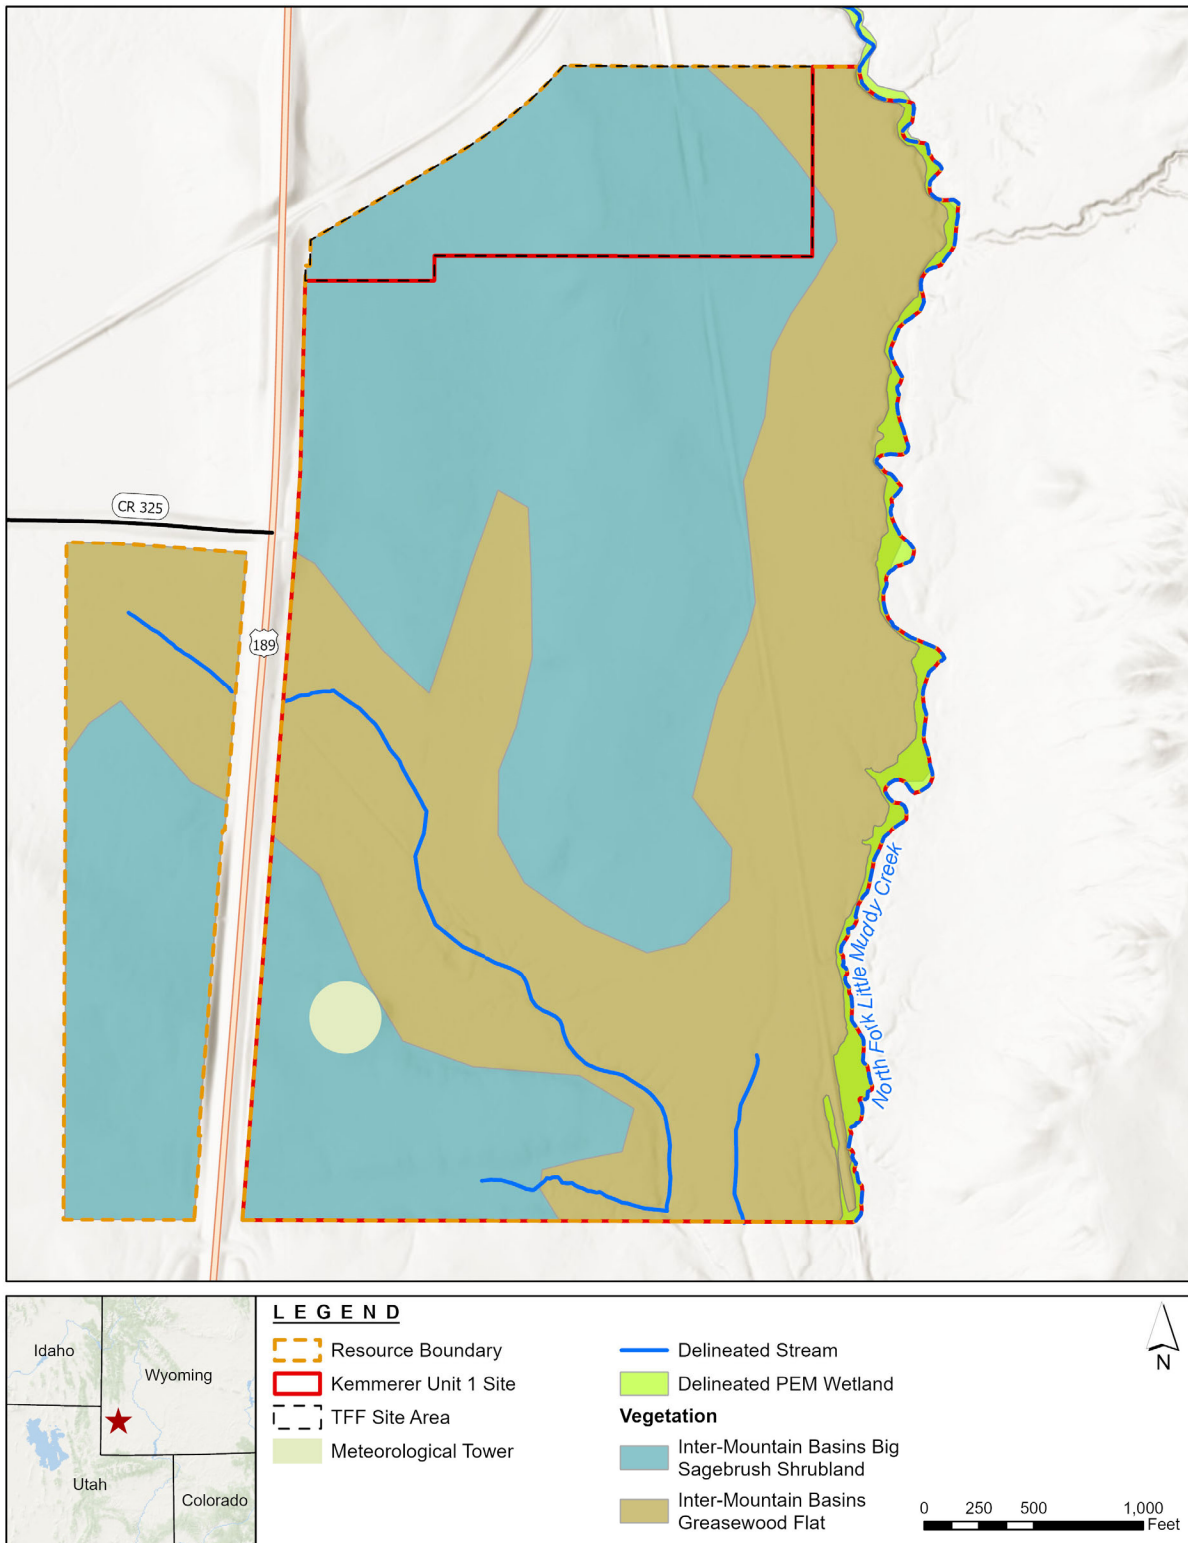 CR 325
189
North Fork Little Muddy Creek
Idaho
Wyoming
Utah
Colorado
LEGEND
Resource Boundary
Kemmerer Unit 1 Site
TFF Site Area
Meteorological Tower
Delineated Stream
Delineated PEM Wetland
Vegetation
Inter-Mountain Basins Big
Sagebrush Shrubland
Inter-Mountain Basins
Greasewood Flat
N
0 250 500 1,000
Feet